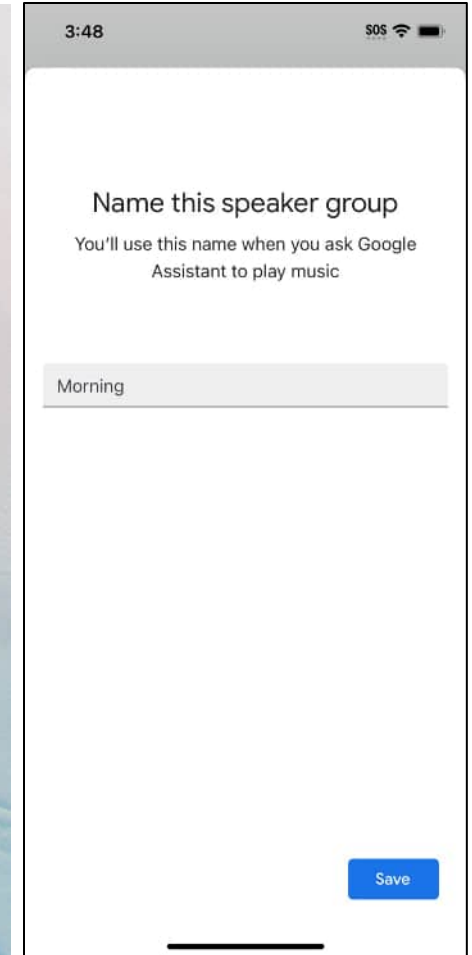 3:48 SOS
Name this speaker group
You'll use this name when you ask Google
Assistant to play music
Morning
Save